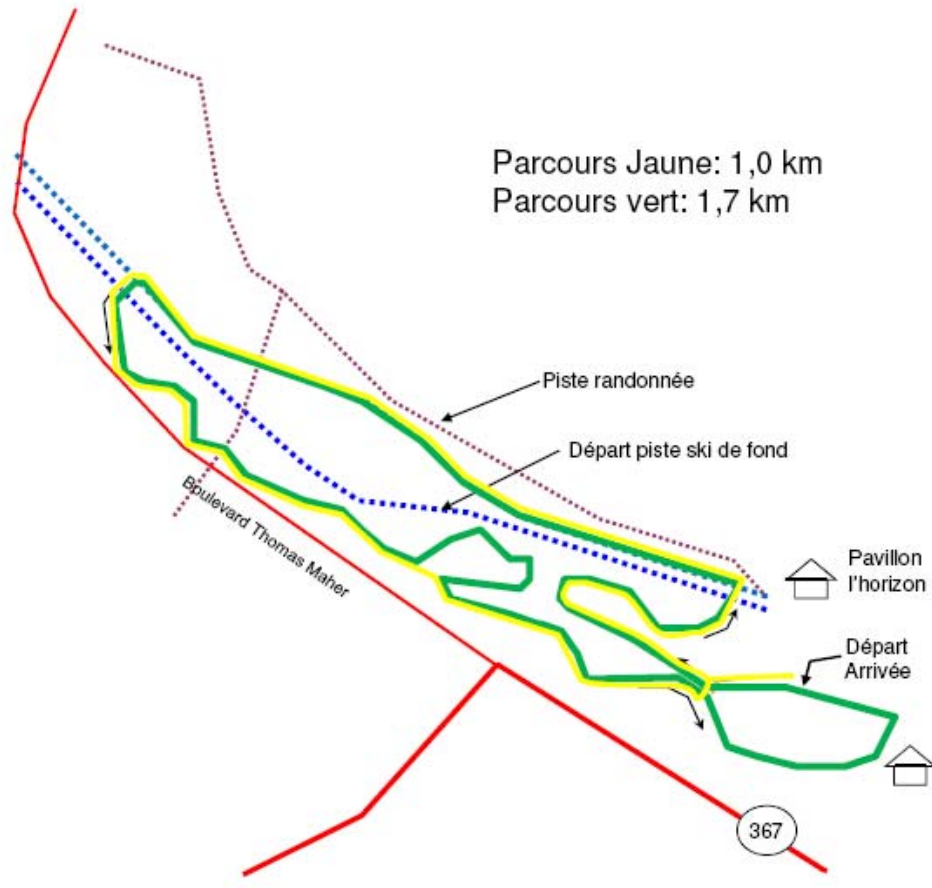 Parcours Jaune: 1,0 km
Parcours vert: 1,7 km
Piste randonnée
Départ piste ski de fond
Boulevard Thomas Maher
Pavillon
l'horizon
Départ
Arrivée
367